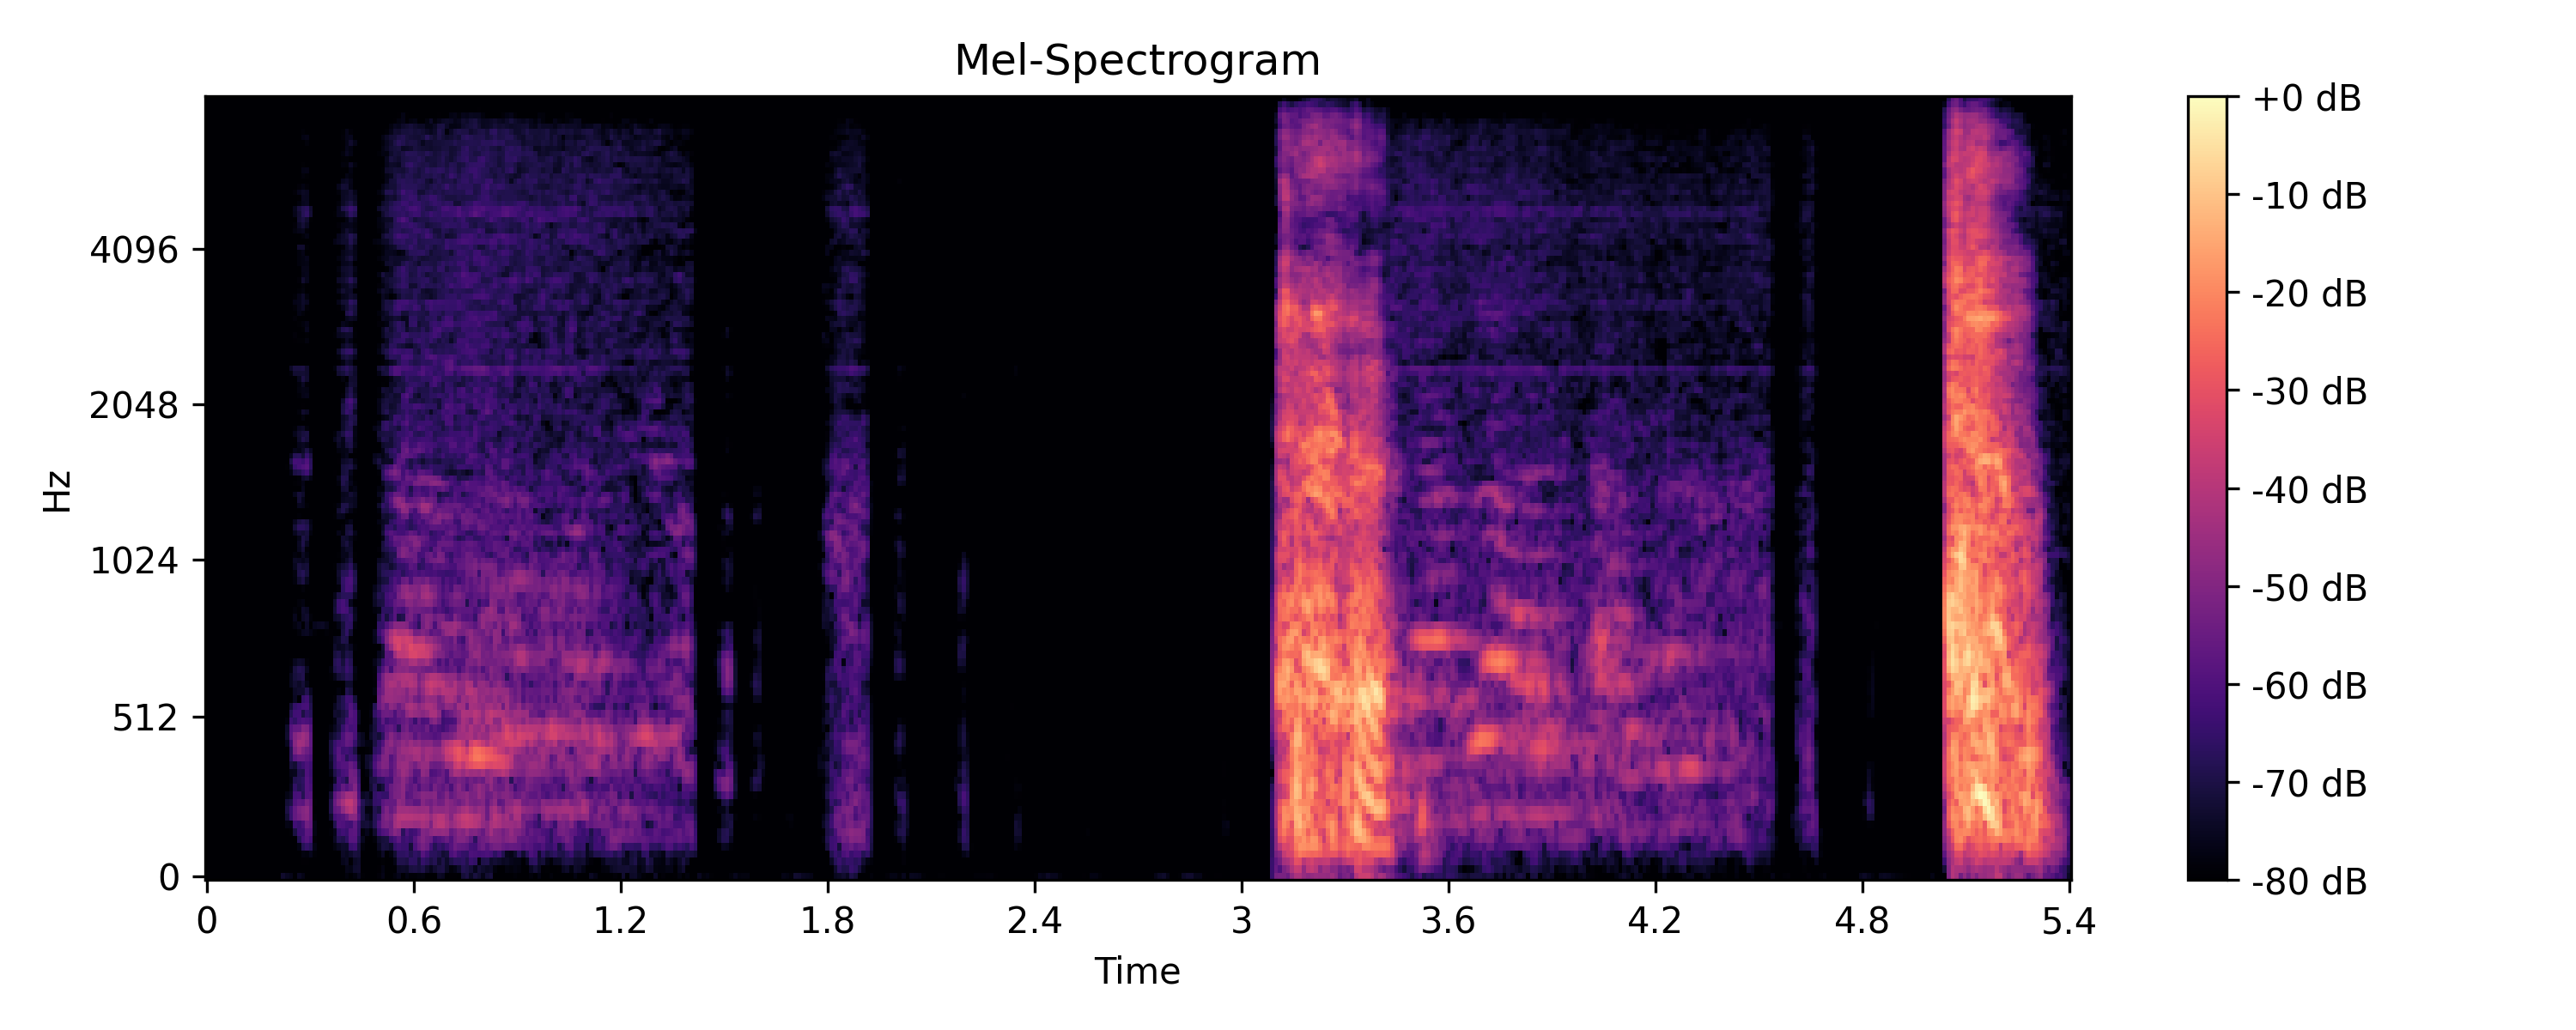 Mel-Spectrogram
+0 dB
-10 dB
-20 dB
-30 dB
-40 dB
-50 dB
-60 dB
-70 dB
-80 dB
Hz
4096
2048
1024
512
0
0 0.6 1.2 1.8 2.4 3 3.6 4.2 4.8 5.4
Time